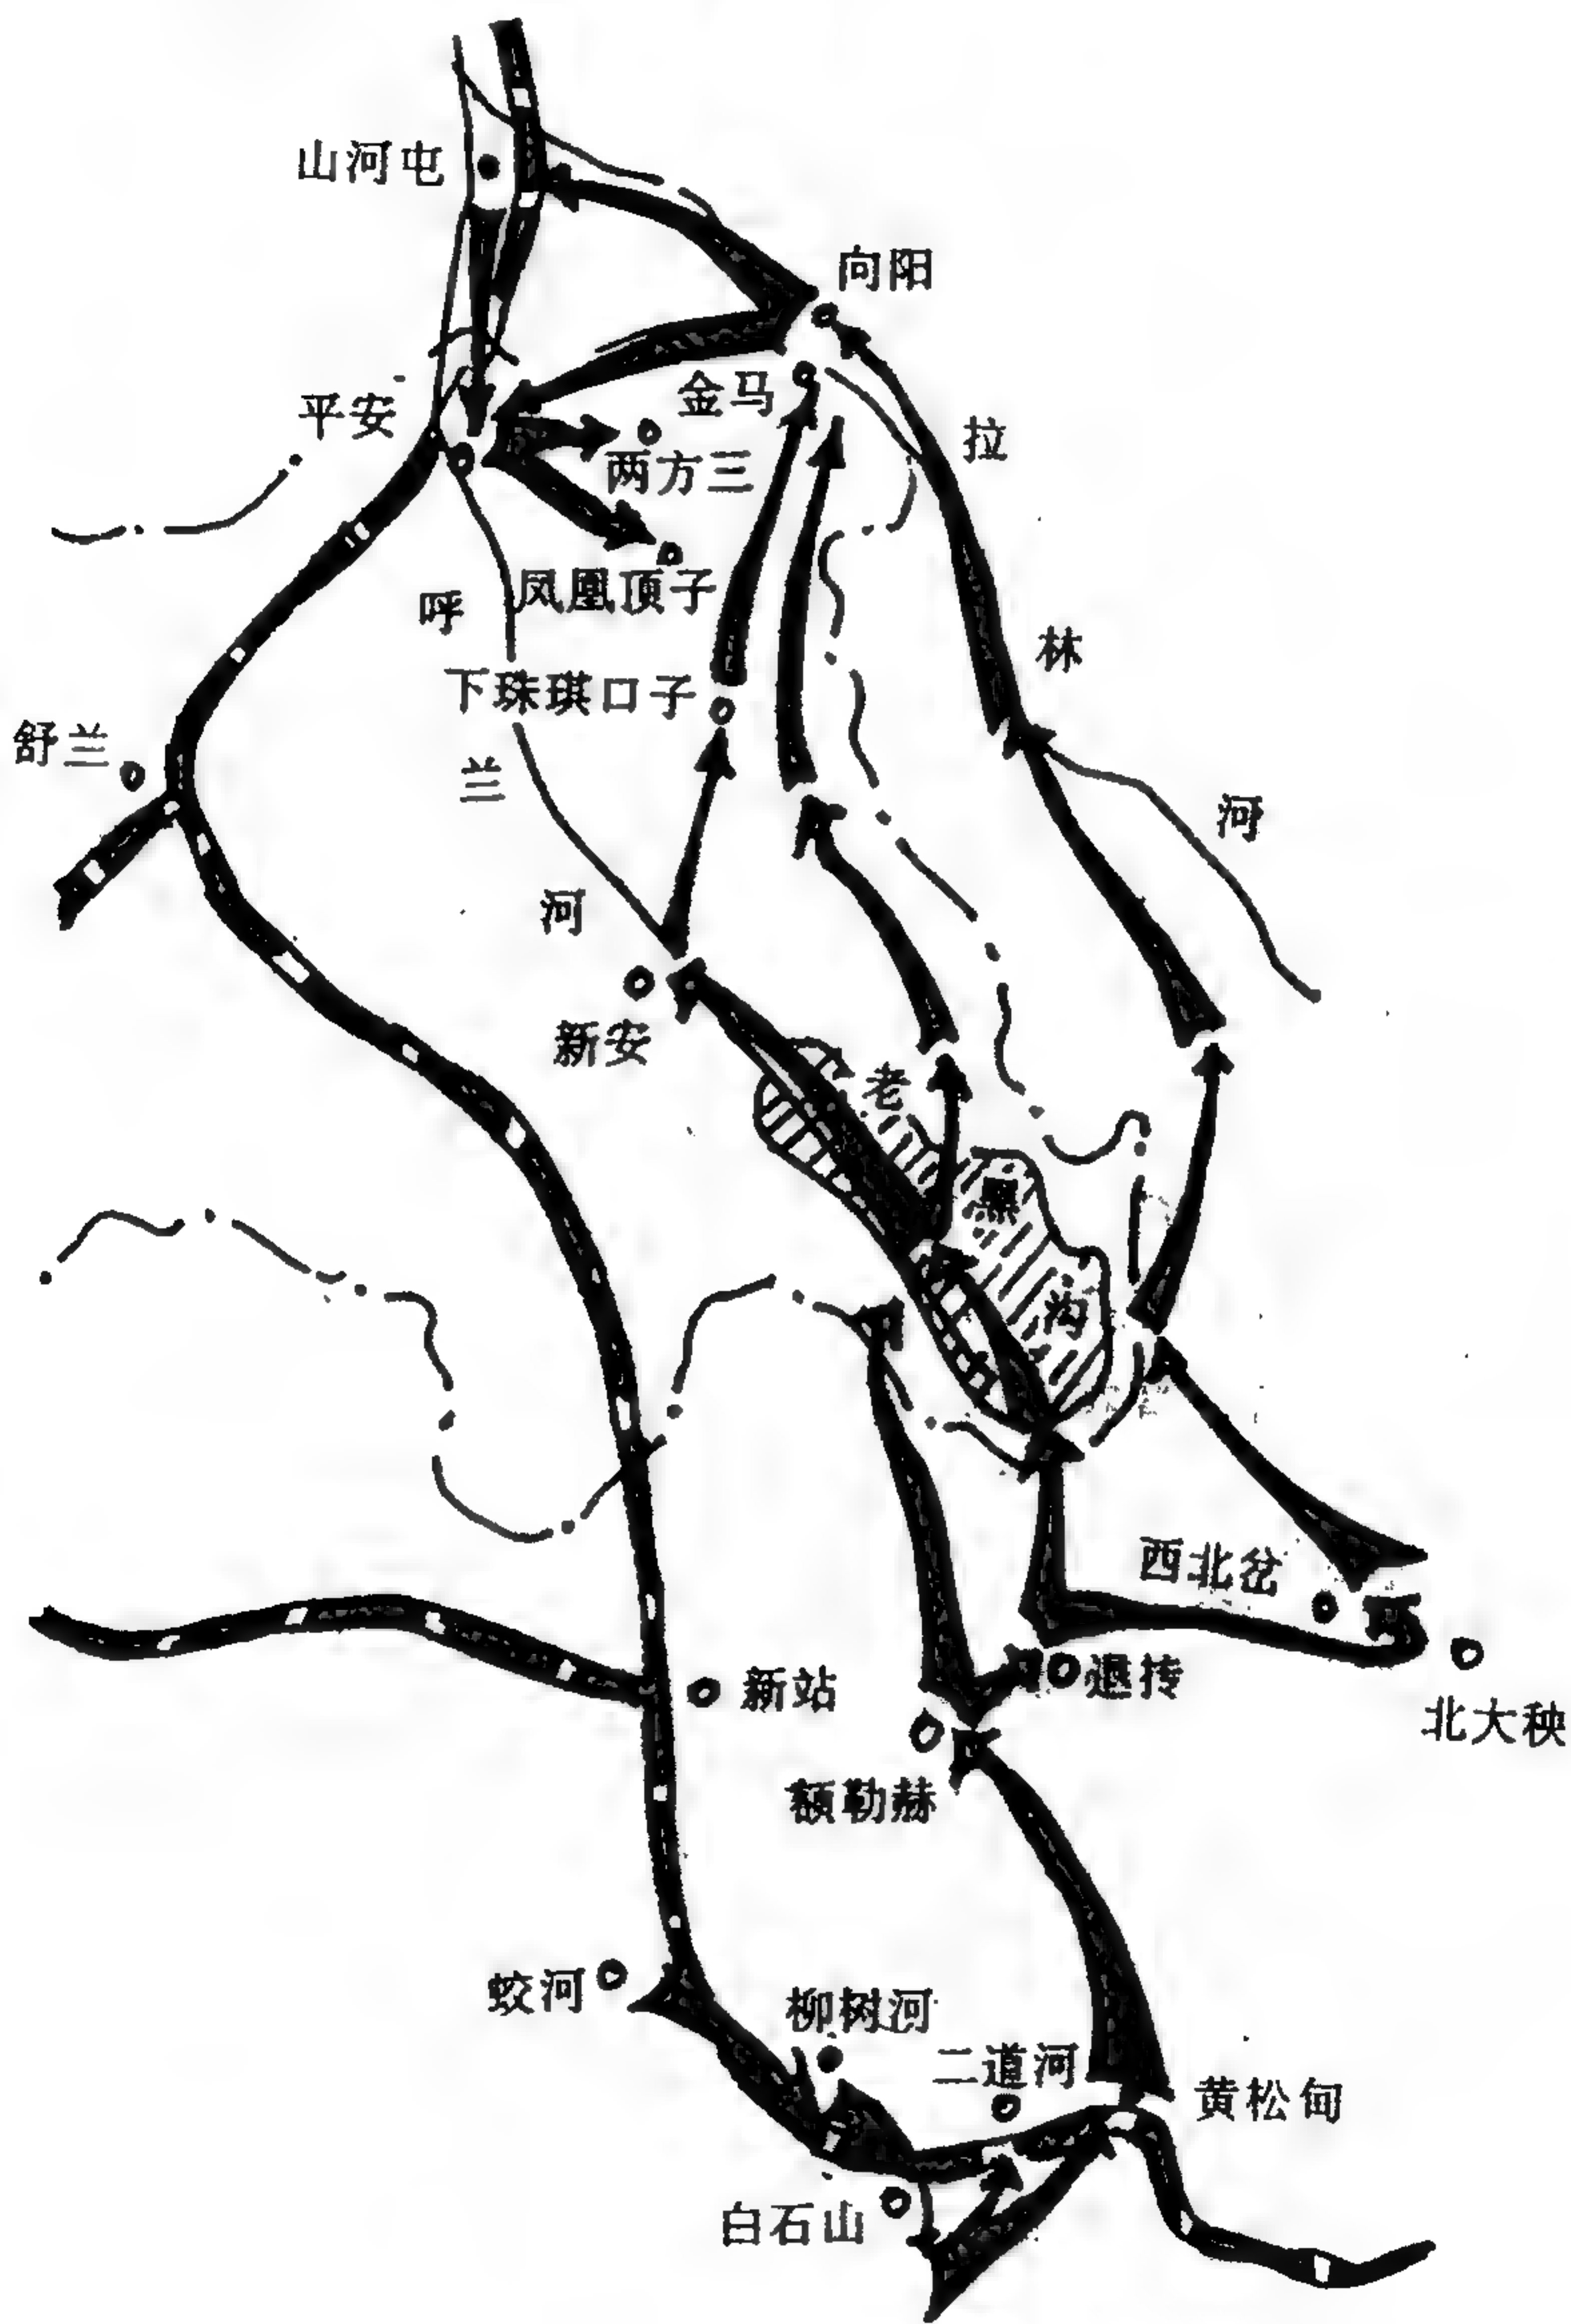 山河屯
向阳
金马
平安
两方三
拉林河
凤凰顶子
呼兰河
下珠琪口子
舒兰
新安
老黑沟
西北岔
退抟
新站
北大秧
额勒赫
蛟河
柳树河
二道河
黄松甸
白石山